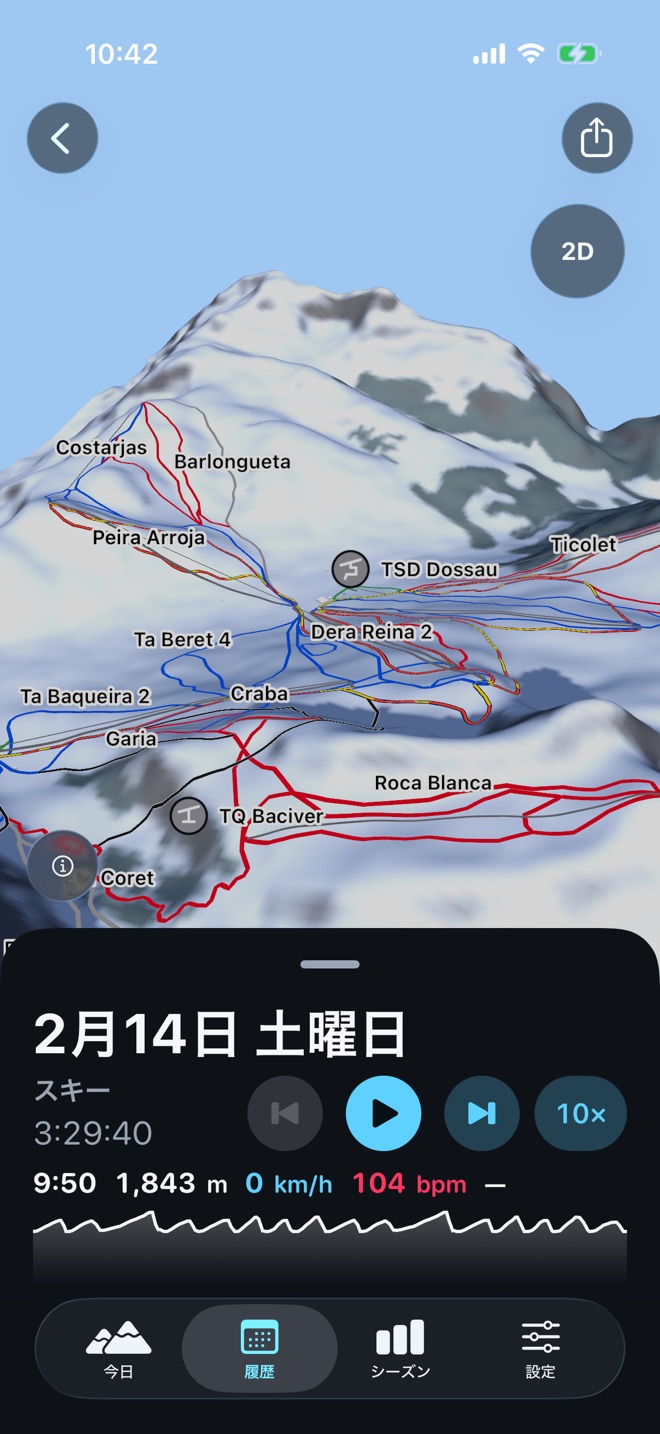 10:42
2D
Costarjas
Barlongueta
Peira Arroja
Ticolet
TSD Dossau
Ta Beret 4
Dera Reina 2
Ta Baqueira 2
Craba
Garia
Roca Blanca
TQ Baciver
Coret
2月14日 土曜日
スキー
3:29:40
10×
9:50 1,843 m 0 km/h 104 bpm —
今日
履歴
シーズン
設定